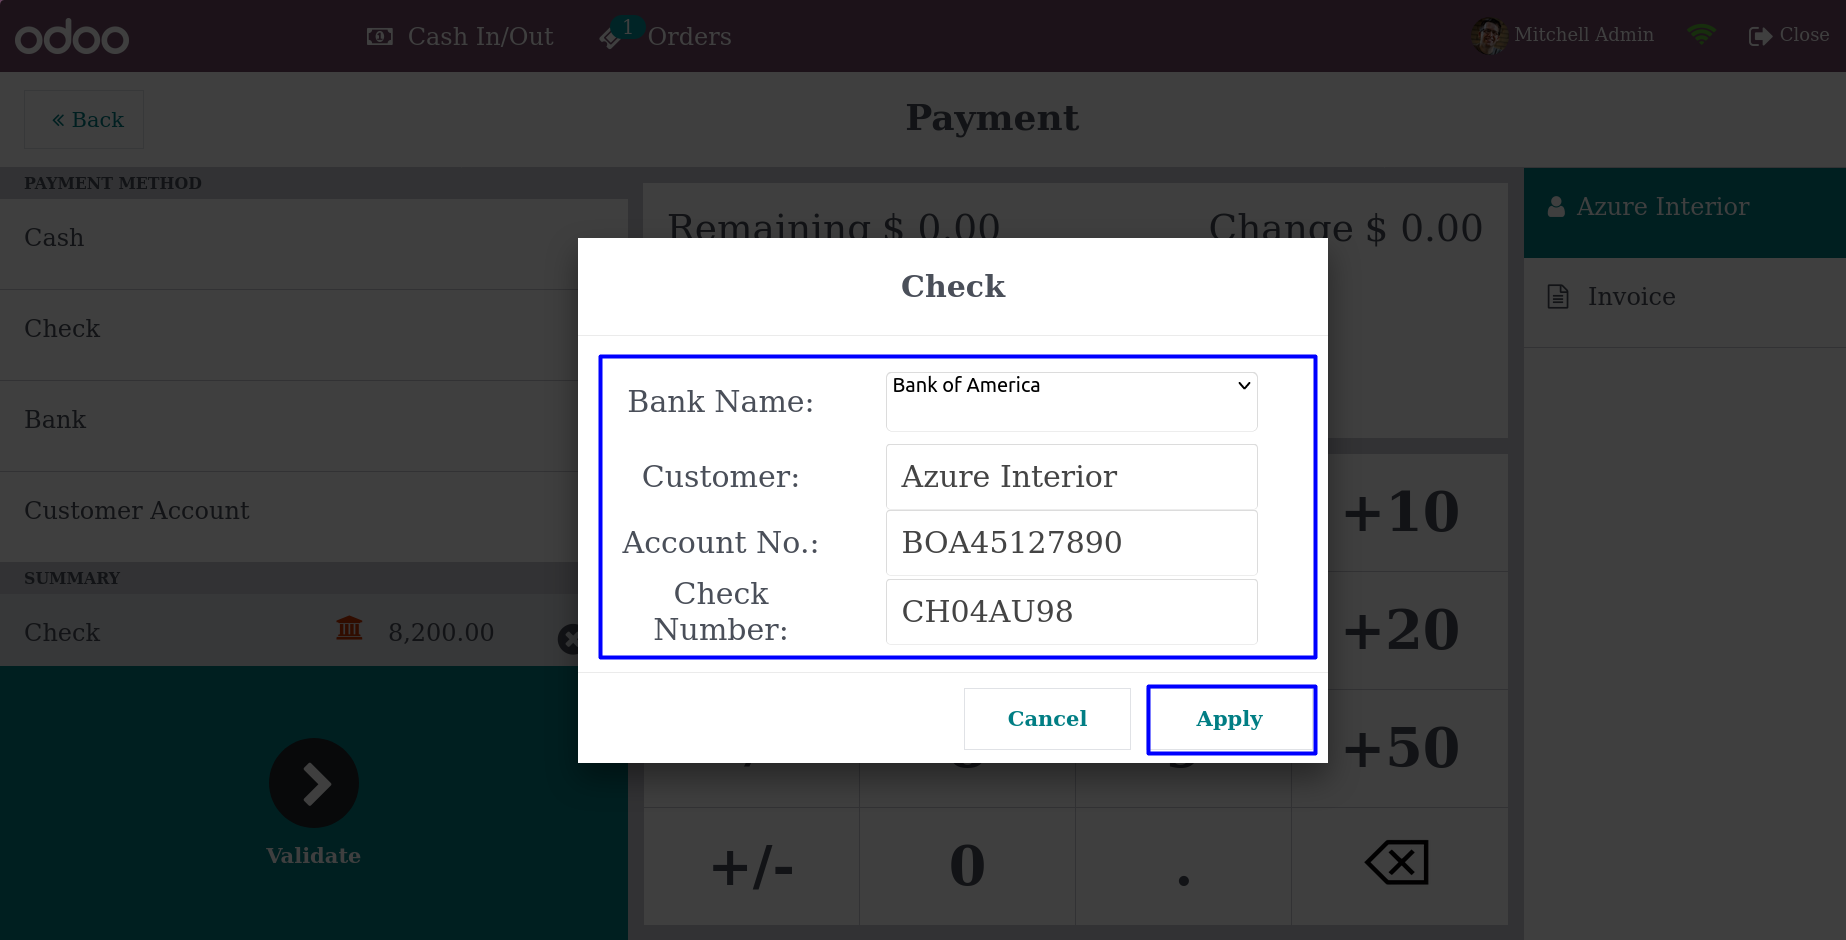 odoo
Cash In/Out
1
Orders
Mitchell Admin
Close
« Back
Payment
PAYMENT METHOD
Cash
Check
Bank
Customer Account
SUMMARY
Check 8,200.00
Validate
Remaining $ 0.00
Change $ 0.00
Check
Bank Name: Bank of America
Customer: Azure Interior
Account No.: BOA45127890
Check
Number: CH04AU98
Cancel
Apply
+10
+20
+50
+/-
0
.
Azure Interior
Invoice